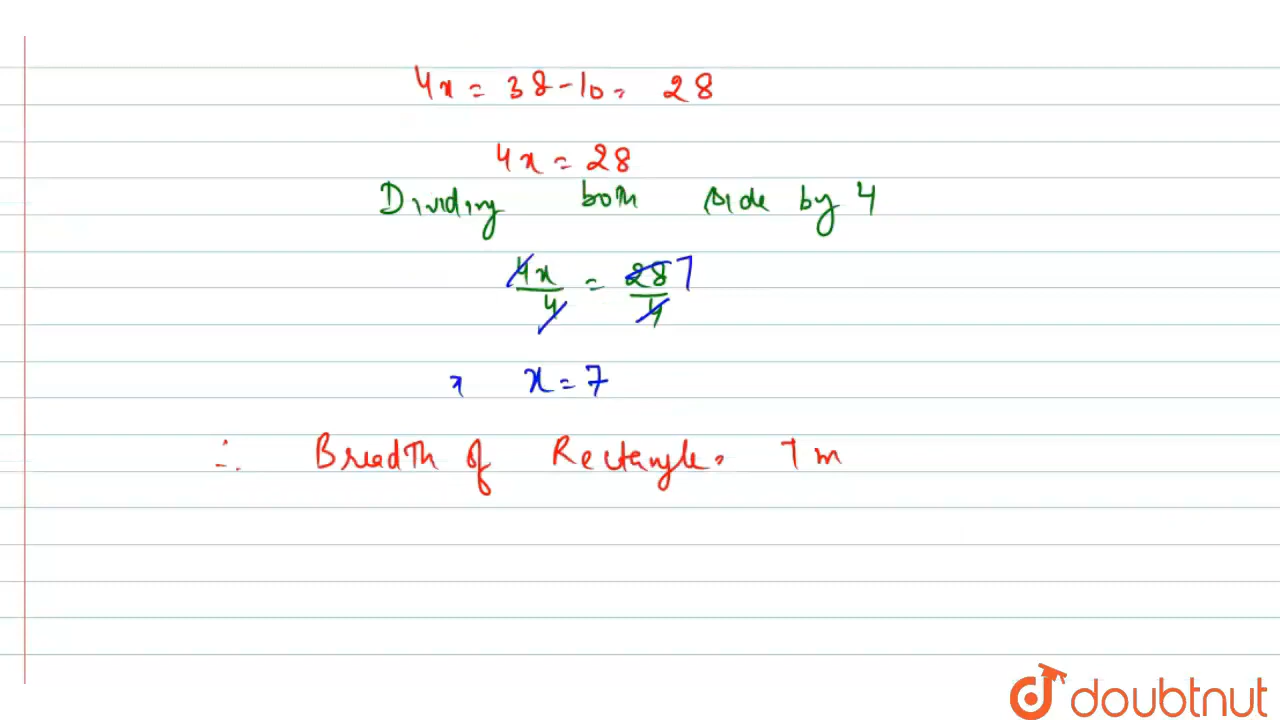 4x = 38 - 10 = 28
4x = 28
Dividing both side by 4
4x/4 = 28/4 7
x = 7
∴ Breadth of Rectangle = 7 m
doubtnut